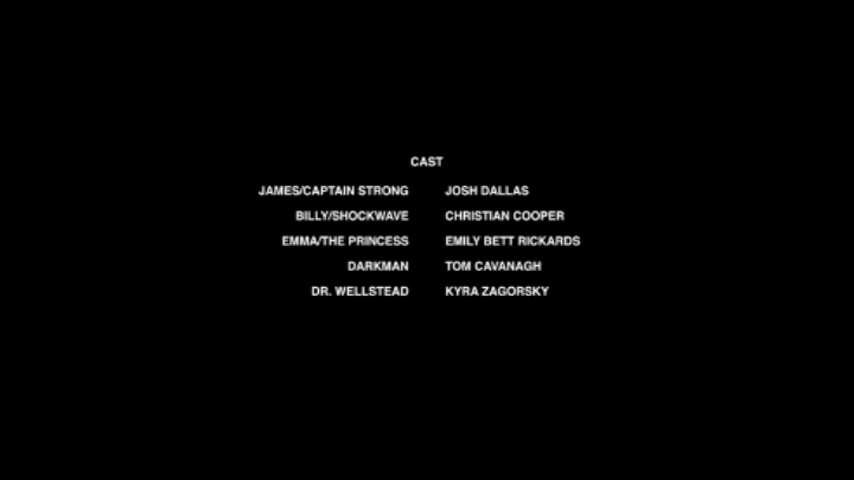 CAST
JAMES/CAPTAIN STRONG JOSH DALLAS
BILLY/SHOCKWAVE CHRISTIAN COOPER
EMMA/THE PRINCESS EMILY BETT RICKARDS
DARKMAN TOM CAVANAGH
DR. WELLSTEAD KYRA ZAGORSKY